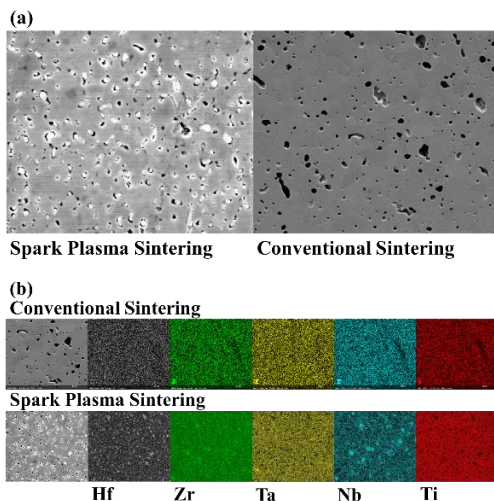 (a)
Spark Plasma Sintering Conventional Sintering
(b)
Conventional Sintering
Spark Plasma Sintering
Hf Zr Ta Nb Ti